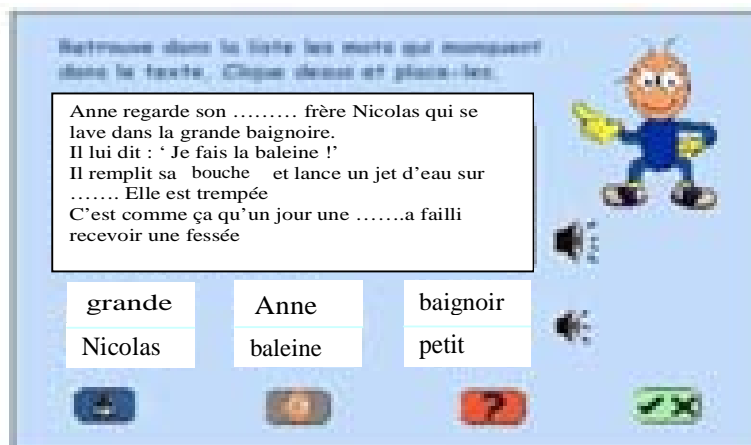 Retrouve dans la liste les mots qui manquent
dans le texte. Clique dessus et place-les.
Anne regarde son ……… frère Nicolas qui se
lave dans la grande baignoire.
Il lui dit : ‘ Je fais la baleine !’
Il remplit sa bouche et lance un jet d’eau sur
……. Elle est trempée
C’est comme ça qu’un jour une …….a failli
recevoir une fessée
grande Anne baignoir
Nicolas baleine petit
?